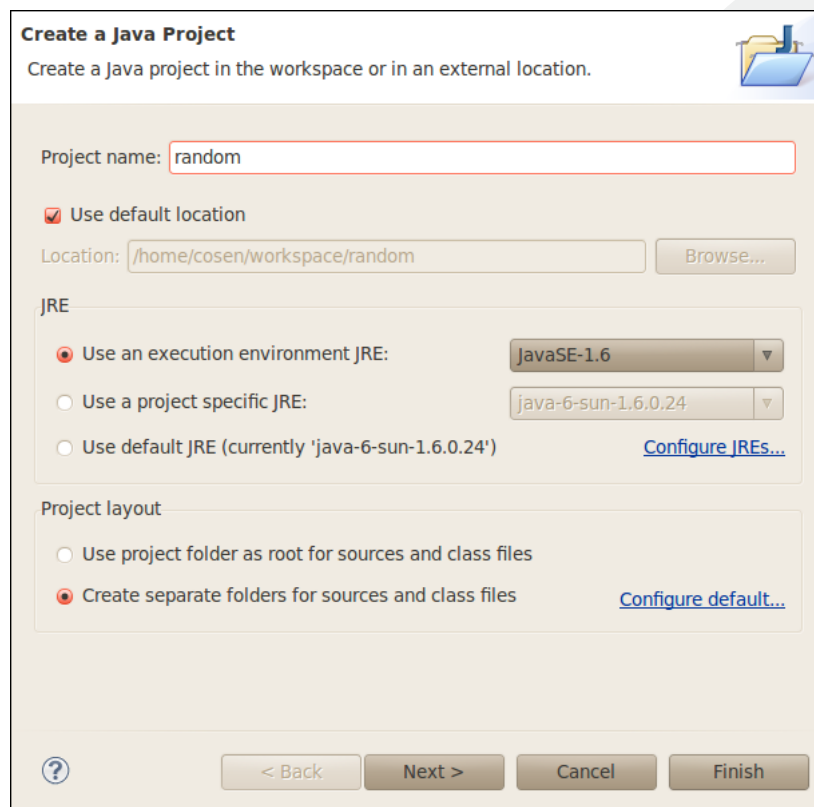 Create a Java Project
Create a Java project in the workspace or in an external location.
Project name: random
Use default location
Location: /home/cosen/workspace/random Browse...
JRE
Use an execution environment JRE: JavaSE-1.6
Use a project specific JRE: java-6-sun-1.6.0.24
Use default JRE (currently 'java-6-sun-1.6.0.24') Configure JREs...
Project layout
Use project folder as root for sources and class files
Create separate folders for sources and class files Configure default...
? < Back Next > Cancel Finish